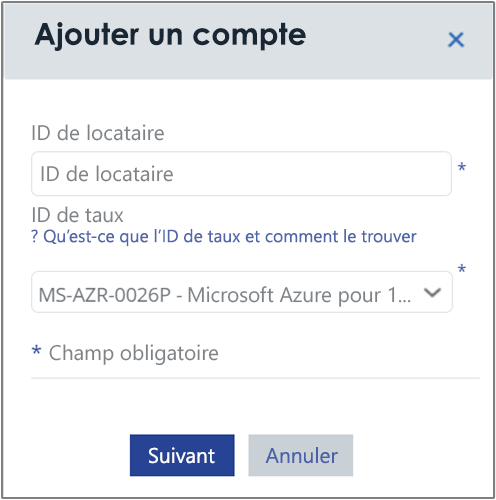 Ajouter un compte
ID de locataire
ID de locataire
*
ID de taux
? Qu’est-ce que l’ID de taux et comment le trouver
*
MS-AZR-0026P - Microsoft Azure pour 1...
* Champ obligatoire
Suivant
Annuler